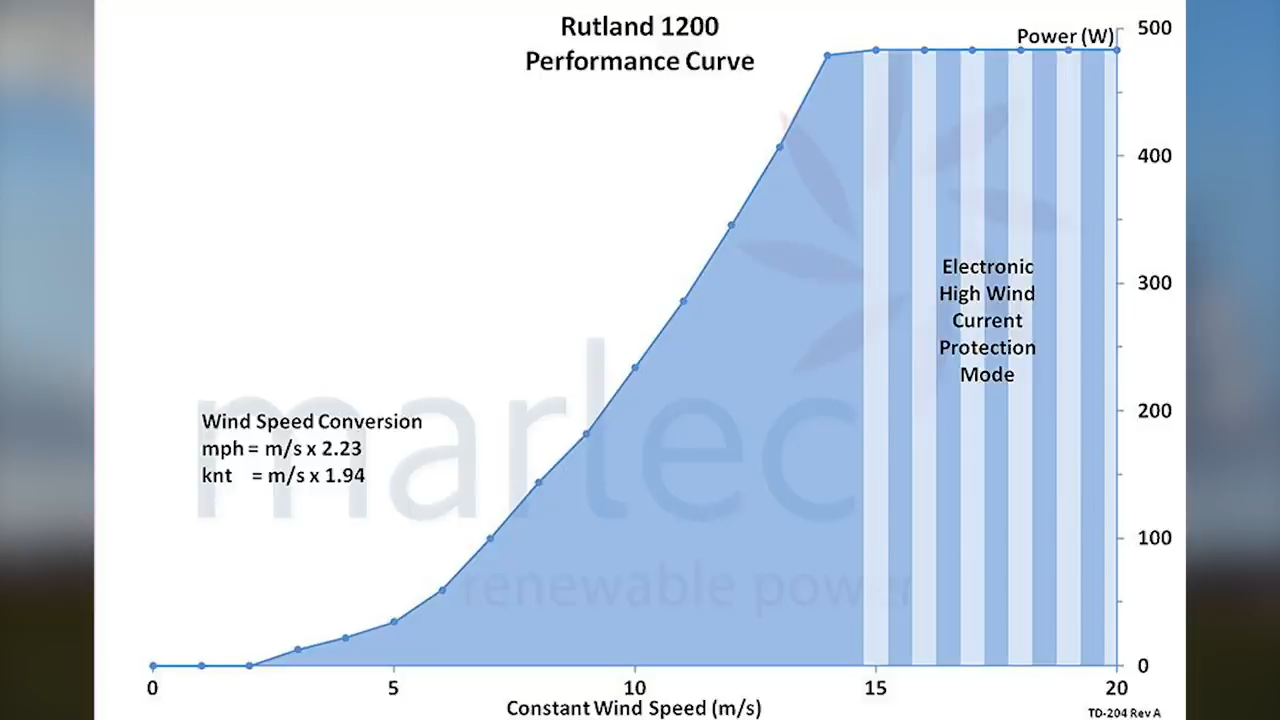 Rutland 1200
Performance Curve
Power (W)
500
400
300
200
100
0
Electronic
High Wind
Current
Protection
Mode
Wind Speed Conversion
mph = m/s x 2.23
knt = m/s x 1.94
marlec
renewable power
0 5 10 15 20
Constant Wind Speed (m/s)
TD-204 Rev A